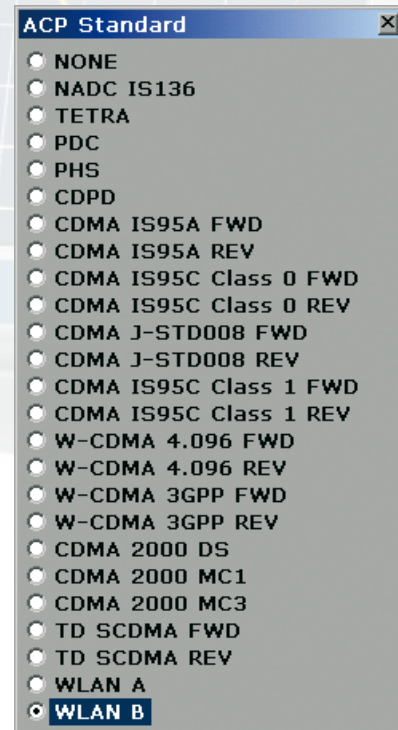 ACP Standard
NONE
NADC IS136
TETRA
PDC
PHS
CDPD
CDMA IS95A FWD
CDMA IS95A REV
CDMA IS95C Class 0 FWD
CDMA IS95C Class 0 REV
CDMA J-STD008 FWD
CDMA J-STD008 REV
CDMA IS95C Class 1 FWD
CDMA IS95C Class 1 REV
W-CDMA 4.096 FWD
W-CDMA 4.096 REV
W-CDMA 3GPP FWD
W-CDMA 3GPP REV
CDMA 2000 DS
CDMA 2000 MC1
CDMA 2000 MC3
TD SCDMA FWD
TD SCDMA REV
WLAN A
WLAN B